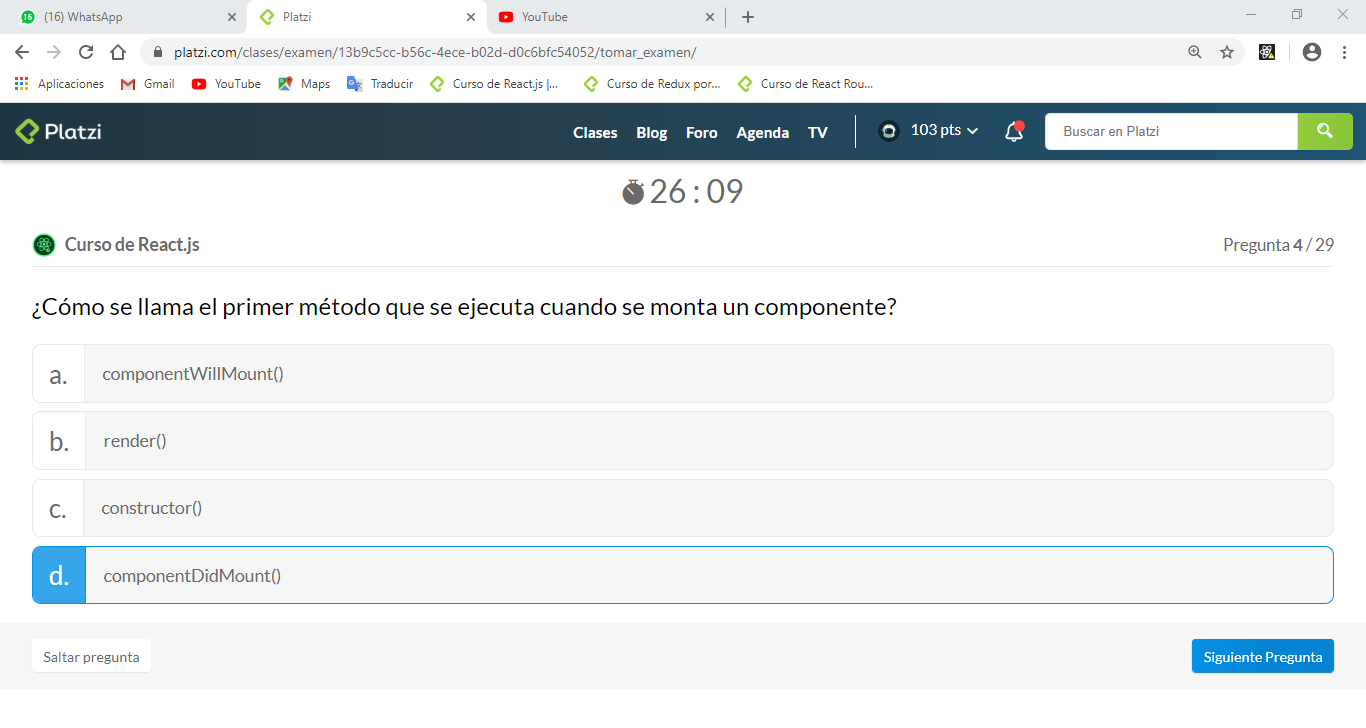 (16) WhatsApp
Platzi
YouTube
platzi.com/clases/examen/13b9c5cc-b56c-4ece-b02d-d0c6bfc54052/tomar_examen/
Aplicaciones
Gmail
YouTube
Maps
Traducir
Curso de React.js |...
Curso de Redux por...
Curso de React Rou...
Platzi
Clases
Blog
Foro
Agenda
TV
103 pts
Buscar en Platzi
26 : 09
Curso de React.js
Pregunta 4 / 29
¿Cómo se llama el primer método que se ejecuta cuando se monta un componente?
a. componentWillMount()
b. render()
c. constructor()
d. componentDidMount()
Saltar pregunta
Siguiente Pregunta